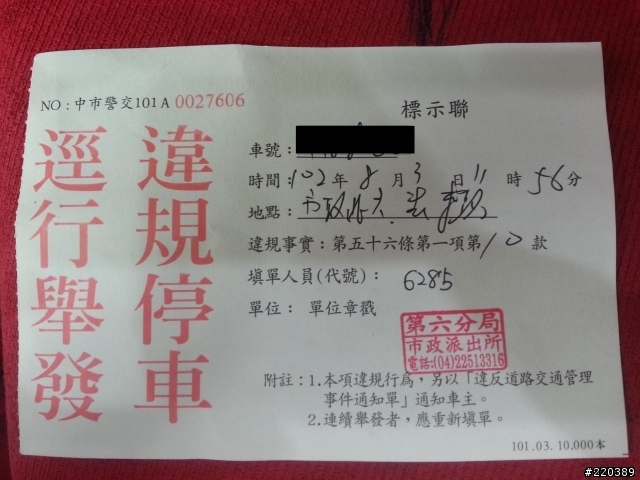 NO：中市警交101A 0027606
標示聯
違規停車
逕行舉發
車號：
時間：102年8月3日11時56分
地點：市政北六
違規事實：第五十六條第一項第10款
填單人員(代號)：6285
單位：單位章戳
第六分局
市政派出所
電話:(04)22513316
附註：1.本項違規行為，另以「違反道路交通管理
事件通知單」通知車主。
2.連續舉發者，應重新填單。
101.03.10.000本
#220389